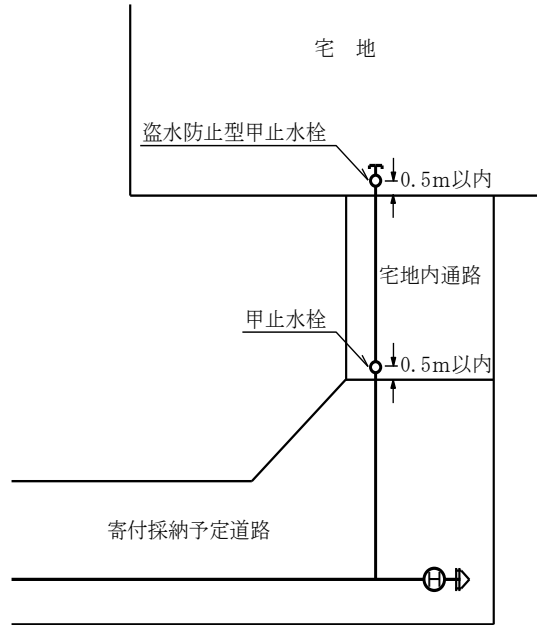 宅 地
盗水防止型甲止水栓
0.5m以内
宅地内通路
甲止水栓
0.5m以内
寄付採納予定道路
H